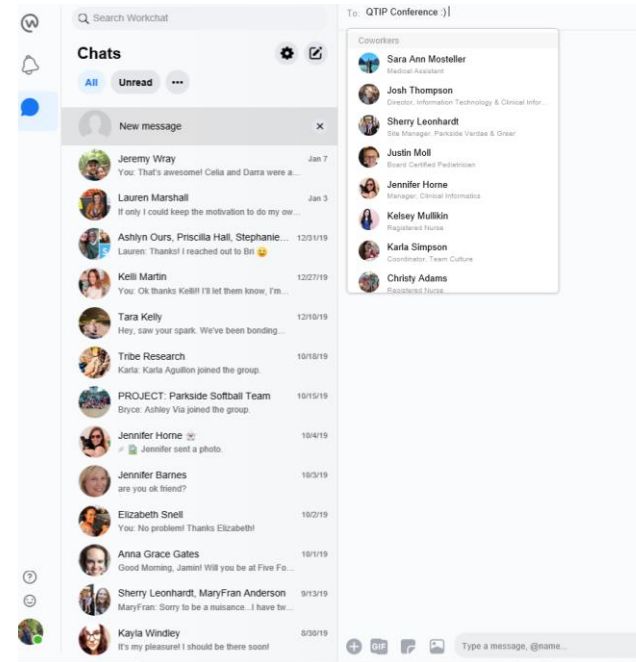 Search Workchat
Chats
All
Unread
New message
Jeremy Wray
Jan 7
You: That's awesome! Celia and Darra were a...
Lauren Marshall
Jan 3
If only I could keep the motivation to do my ow...
Ashlyn Ours, Priscilla Hall, Stephanie...
12/31/19
Lauren: Thanks! I reached out to Bri 😀
Kelli Martin
12/27/19
You: Ok thanks Kelli!! I'll let them know, I'm...
Tara Kelly
12/10/19
Hey, saw your spark. We've been bonding...
Tribe Research
10/18/19
Karla: Karla Aguillon joined the group.
PROJECT: Parkside Softball Team
10/15/19
Bryce: Ashley Via joined the group.
Jennifer Horne
10/4/19
Jennifer sent a photo.
Jennifer Barnes
10/3/19
are you ok friend?
Elizabeth Snell
10/2/19
You: No problem! Thanks Elizabeth!
Anna Grace Gates
10/1/19
Good Morning, Jamin! Will you be at Five Fo...
Sherry Leonhardt, MaryFran Anderson
9/13/19
MaryFran: Sorry to be a nuisance...I have tw...
Kayla Windley
8/30/19
It's my pleasure! I should be there soon!
To: QTIP Conference :)
Coworkers
Sara Ann Mosteller
Medical Assistant
Josh Thompson
Director, Information Technology & Clinical Infor...
Sherry Leonhardt
Site Manager, Parkside Verdae & Greer
Justin Moll
Board Certified Pediatrician
Jennifer Horne
Manager, Clinical Informatics
Kelsey Mullikin
Registered Nurse
Karla Simpson
Coordinator, Team Culture
Christy Adams
Registered Nurse
GIF
Type a message, @name...